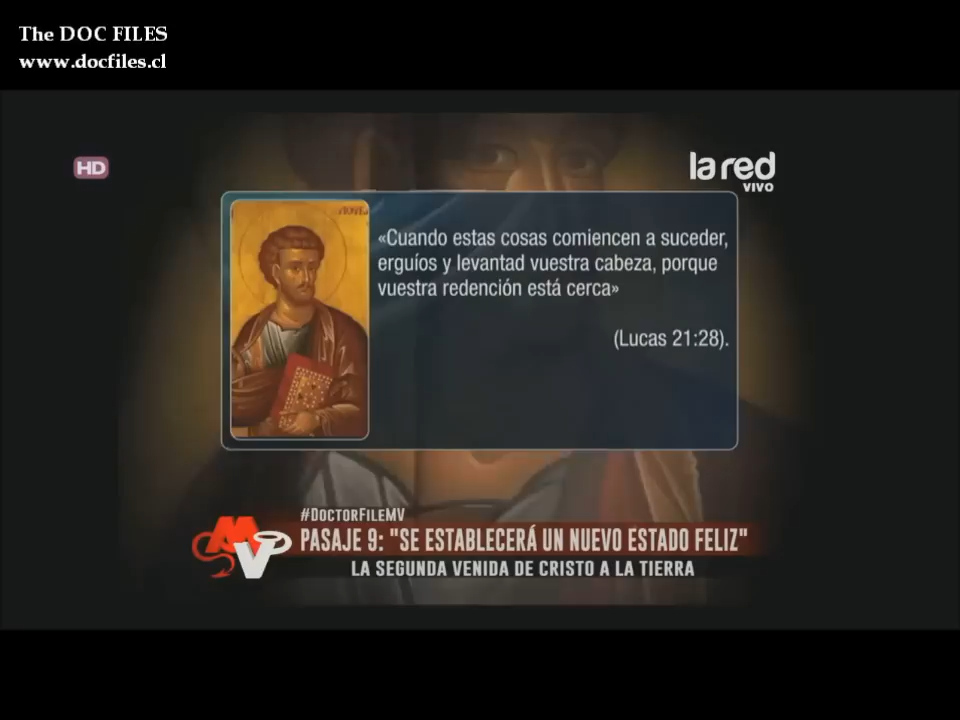 The DOC FILES
www.docfiles.cl
HD
la red
VIVO
«Cuando estas cosas comiencen a suceder,
erguíos y levantad vuestra cabeza, porque
vuestra redención está cerca»
(Lucas 21:28).
#DOCTORFILEMV
MV
PASAJE 9: "SE ESTABLECERÁ UN NUEVO ESTADO FELIZ"
LA SEGUNDA VENIDA DE CRISTO A LA TIERRA